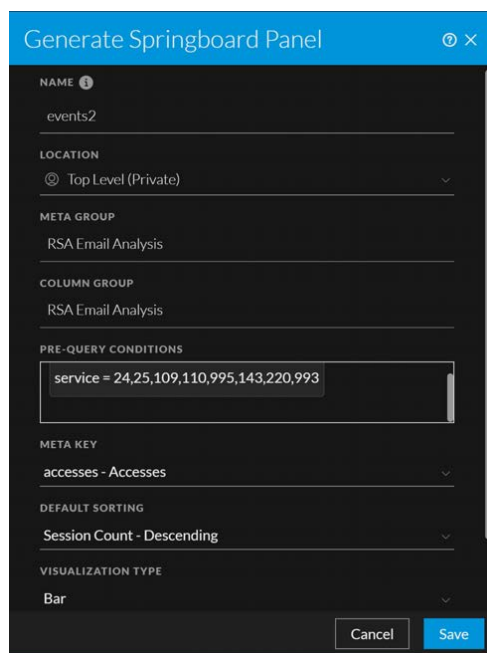 Generate Springboard Panel
NAME
events2
LOCATION
Top Level (Private)
META GROUP
RSA Email Analysis
COLUMN GROUP
RSA Email Analysis
PRE-QUERY CONDITIONS
service = 24,25,109,110,995,143,220,993
META KEY
accesses - Accesses
DEFAULT SORTING
Session Count - Descending
VISUALIZATION TYPE
Bar
Cancel Save